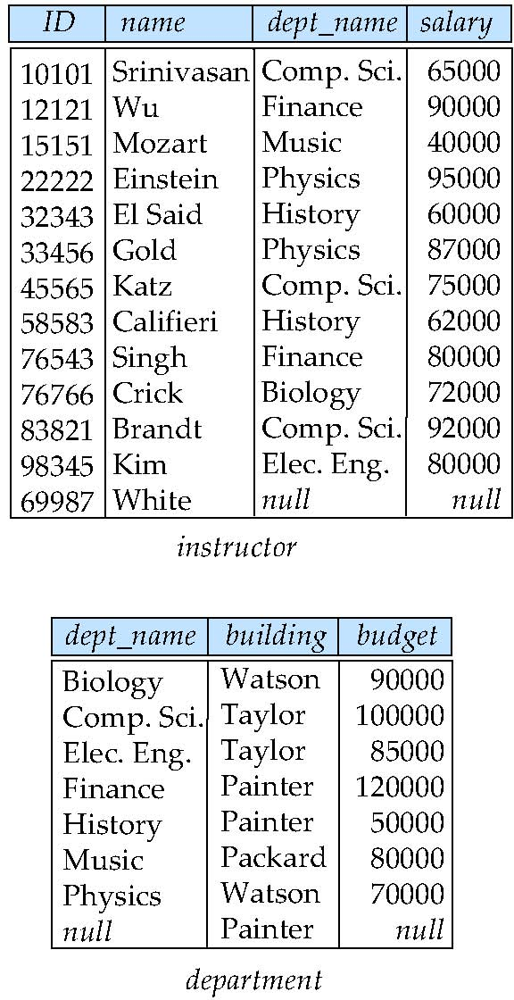 ID name dept_name salary
10101 Srinivasan Comp. Sci. 65000
12121 Wu Finance 90000
15151 Mozart Music 40000
22222 Einstein Physics 95000
32343 El Said History 60000
33456 Gold Physics 87000
45565 Katz Comp. Sci. 75000
58583 Califieri History 62000
76543 Singh Finance 80000
76766 Crick Biology 72000
83821 Brandt Comp. Sci. 92000
98345 Kim Elec. Eng. 80000
69987 White null null
instructor
dept_name building budget
Biology Watson 90000
Comp. Sci. Taylor 100000
Elec. Eng. Taylor 85000
Finance Painter 120000
History Painter 50000
Music Packard 80000
Physics Watson 70000
null Painter null
department